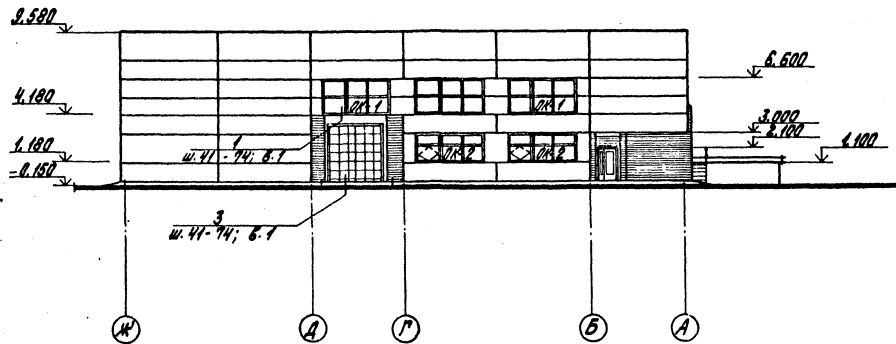 9.580
6.600
4.180
ОК-1
ОК-1
3.000
2.100
1
ш.41-74; в.1
1.180
ОК-2
ОК-2
1.100
-0.150
3
ш.41-74; в.1
Ж
Д
Г
Б
А